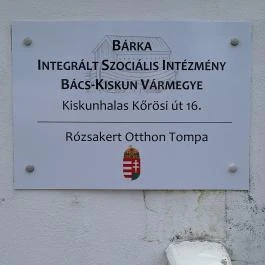 BÁRKA
INTEGRÁLT SZOCIÁLIS INTÉZMÉNY
BÁCS-KISKUN VÁRMEGYE
Kiskunhalas Kőrösi út 16.
Rózsakert Otthon Tompa